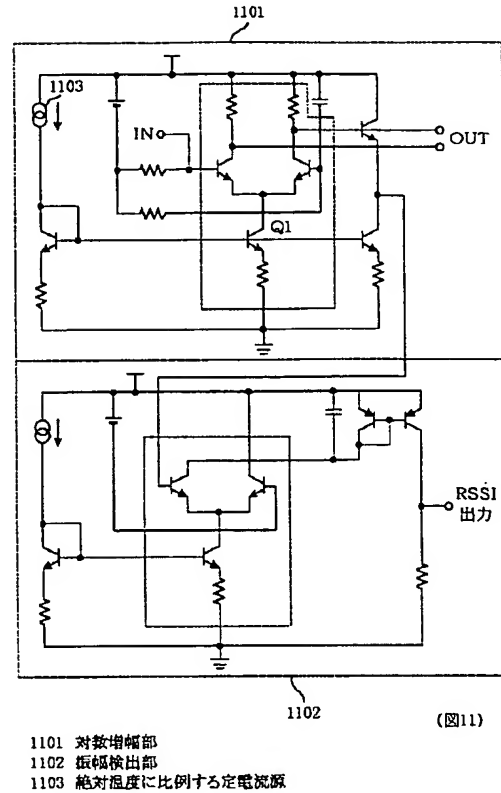 1101
1103
IN
OUT
Q1
RSSI
出力
1102
(図11)
1101 対数増幅部
1102 振幅検出部
1103 絶対温度に比例する定電流源